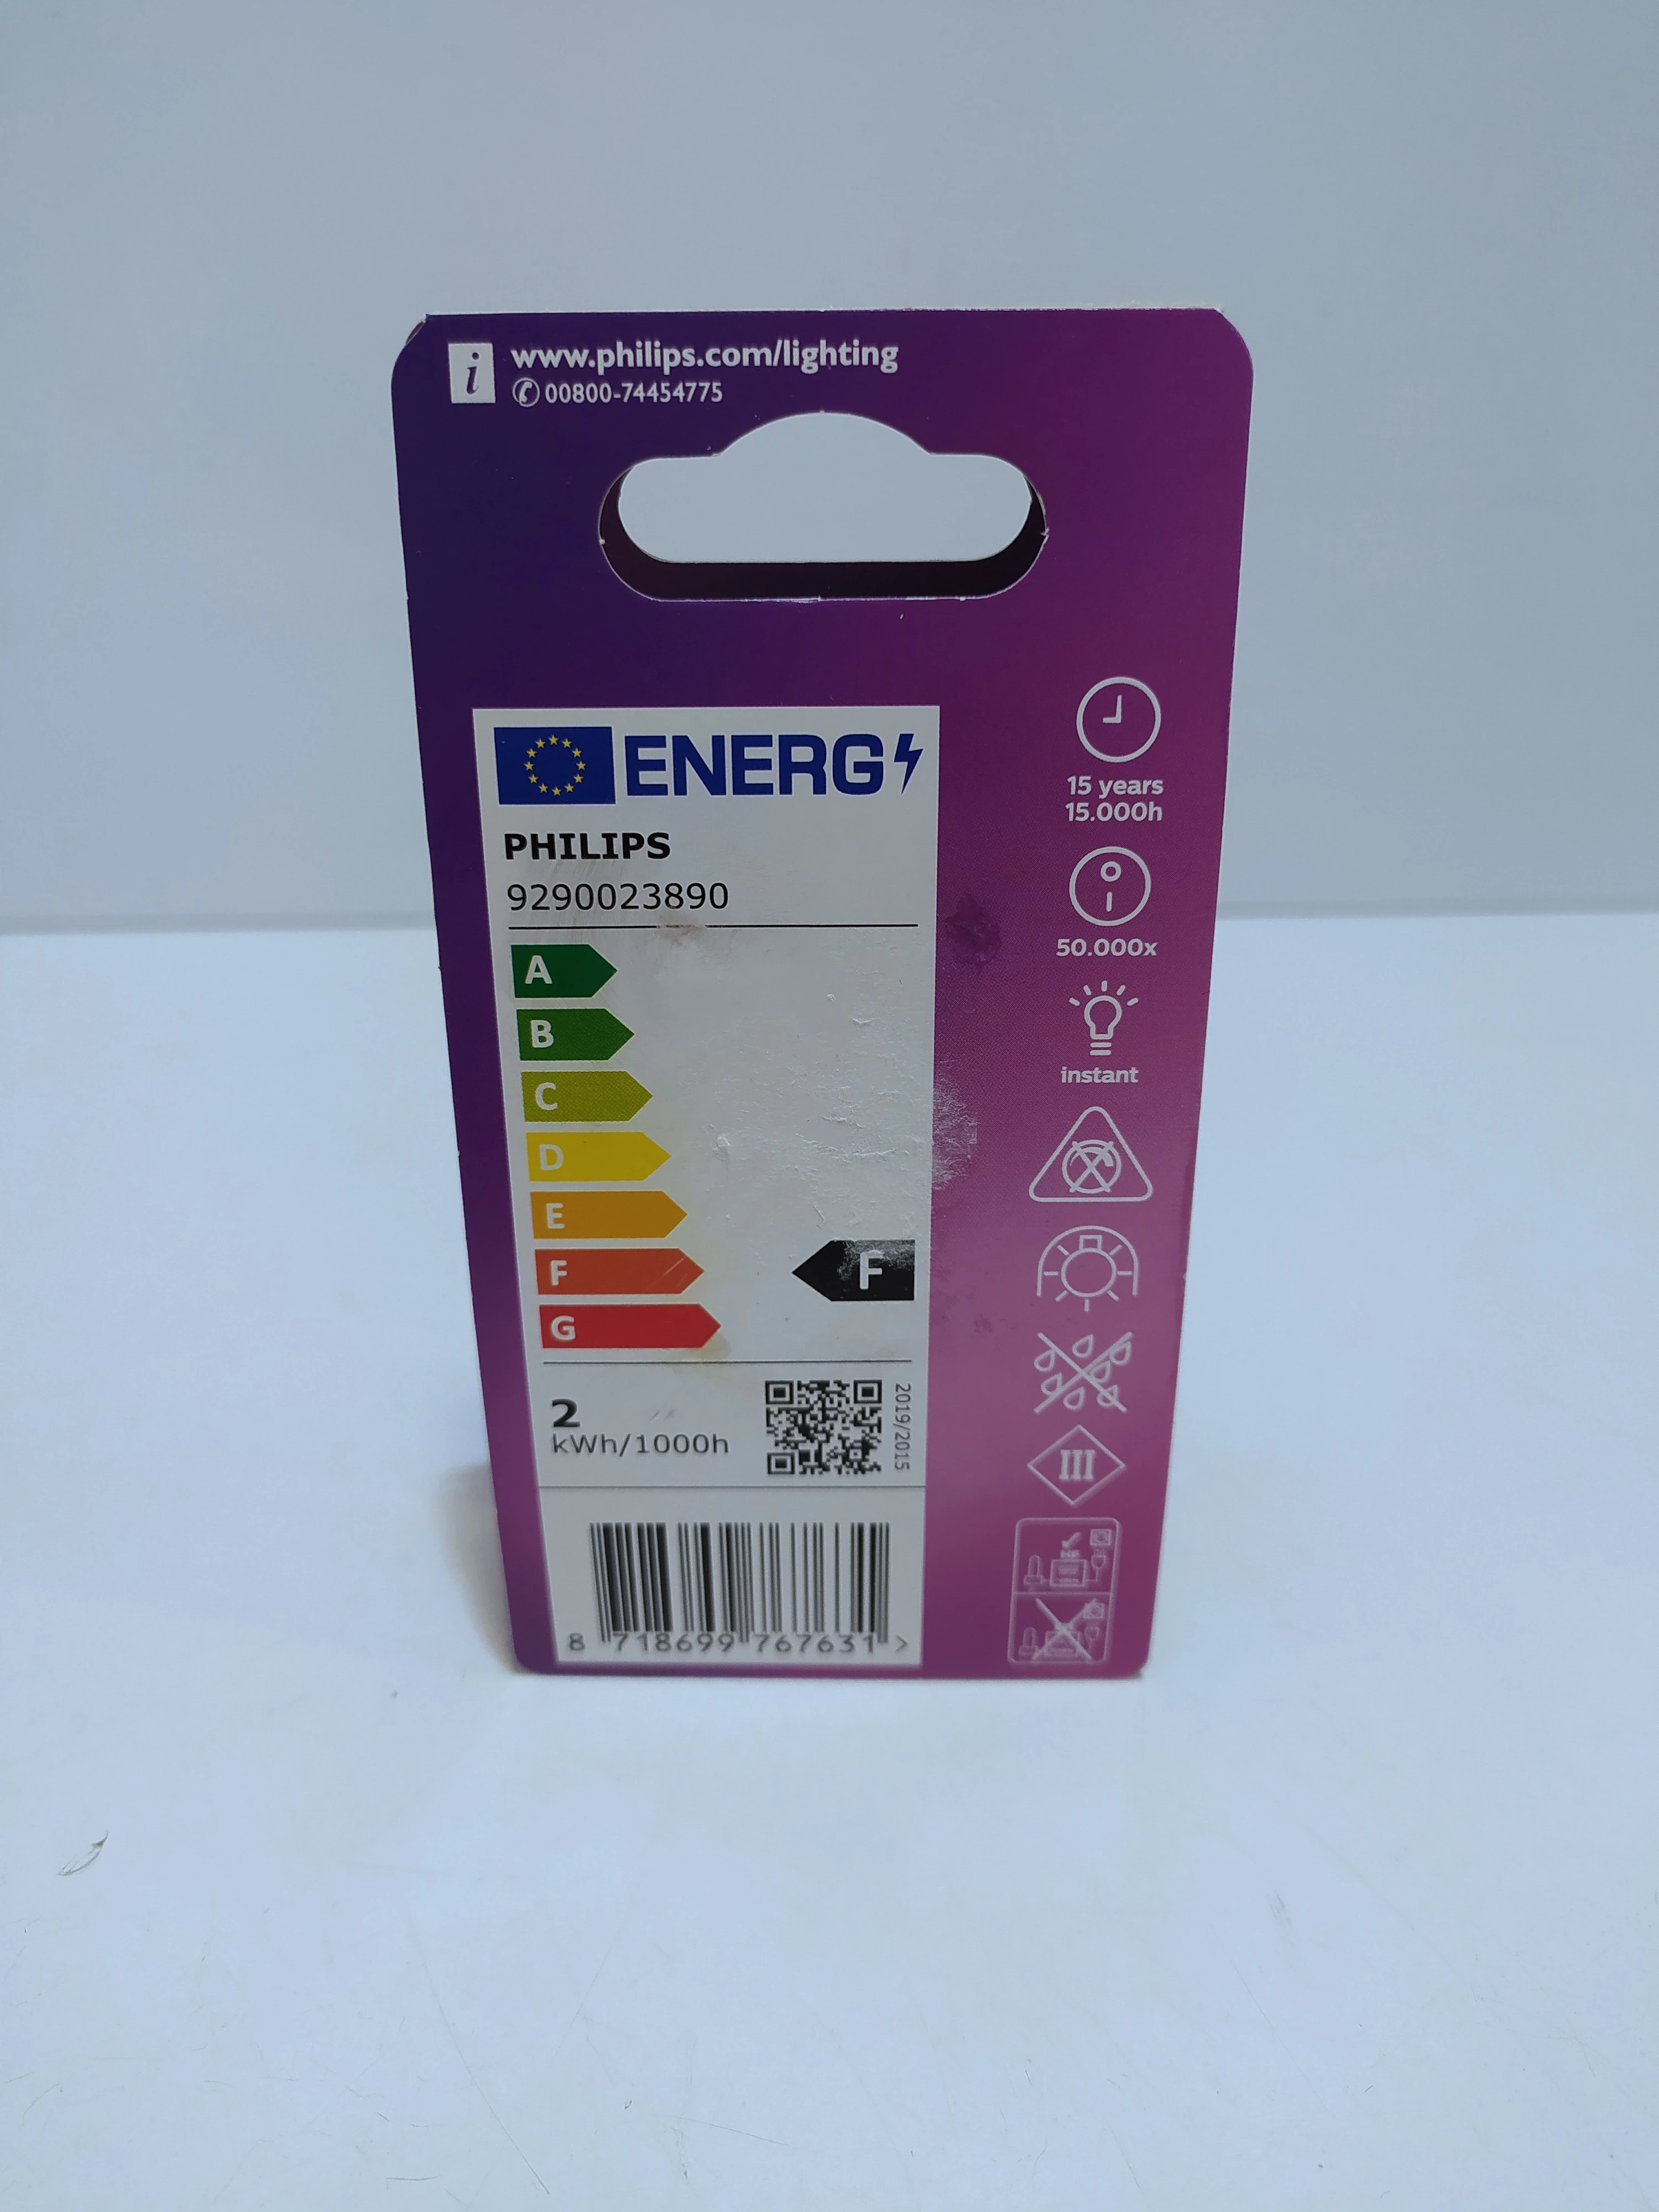 i www.philips.com/lighting
00800-74454775
ENERG
PHILIPS
9290023890
A
B
C
D
E
F
F
G
2
kWh/1000h
2019/2015
8 718699 767631 >
15 years
15.000h
50.000x
instant
III